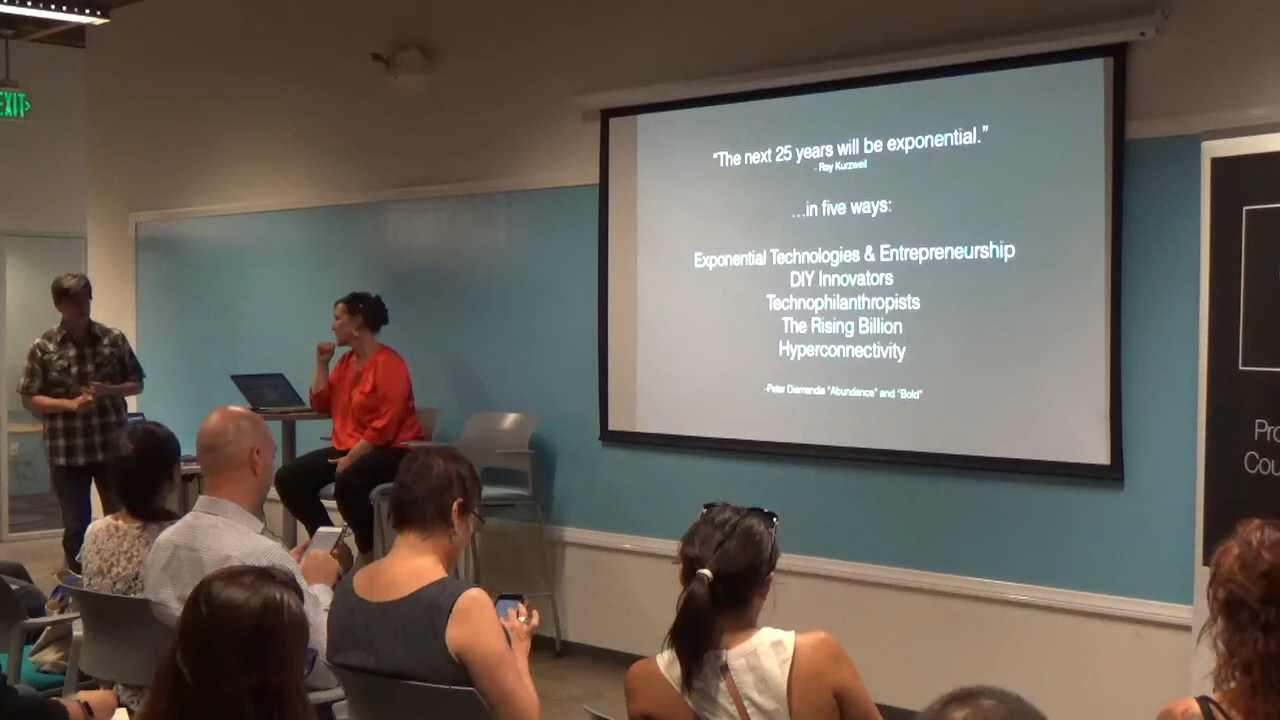 EXIT
“The next 25 years will be exponential.”
- Ray Kurzweil
...in five ways:
Exponential Technologies & Entrepreneurship
DIY Innovators
Technophilanthropists
The Rising Billion
Hyperconnectivity
-Peter Diamandis “Abundance” and “Bold”